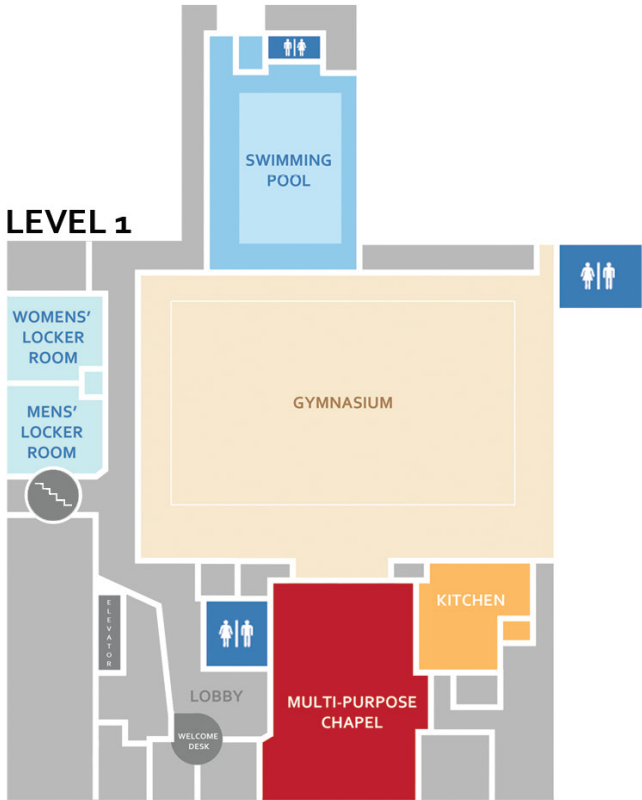 SWIMMING
POOL
LEVEL 1
WOMENS'
LOCKER
ROOM
GYMNASIUM
MENS'
LOCKER
ROOM
KITCHEN
ELEVATOR
LOBBY
MULTI-PURPOSE
CHAPEL
WELCOME
DESK